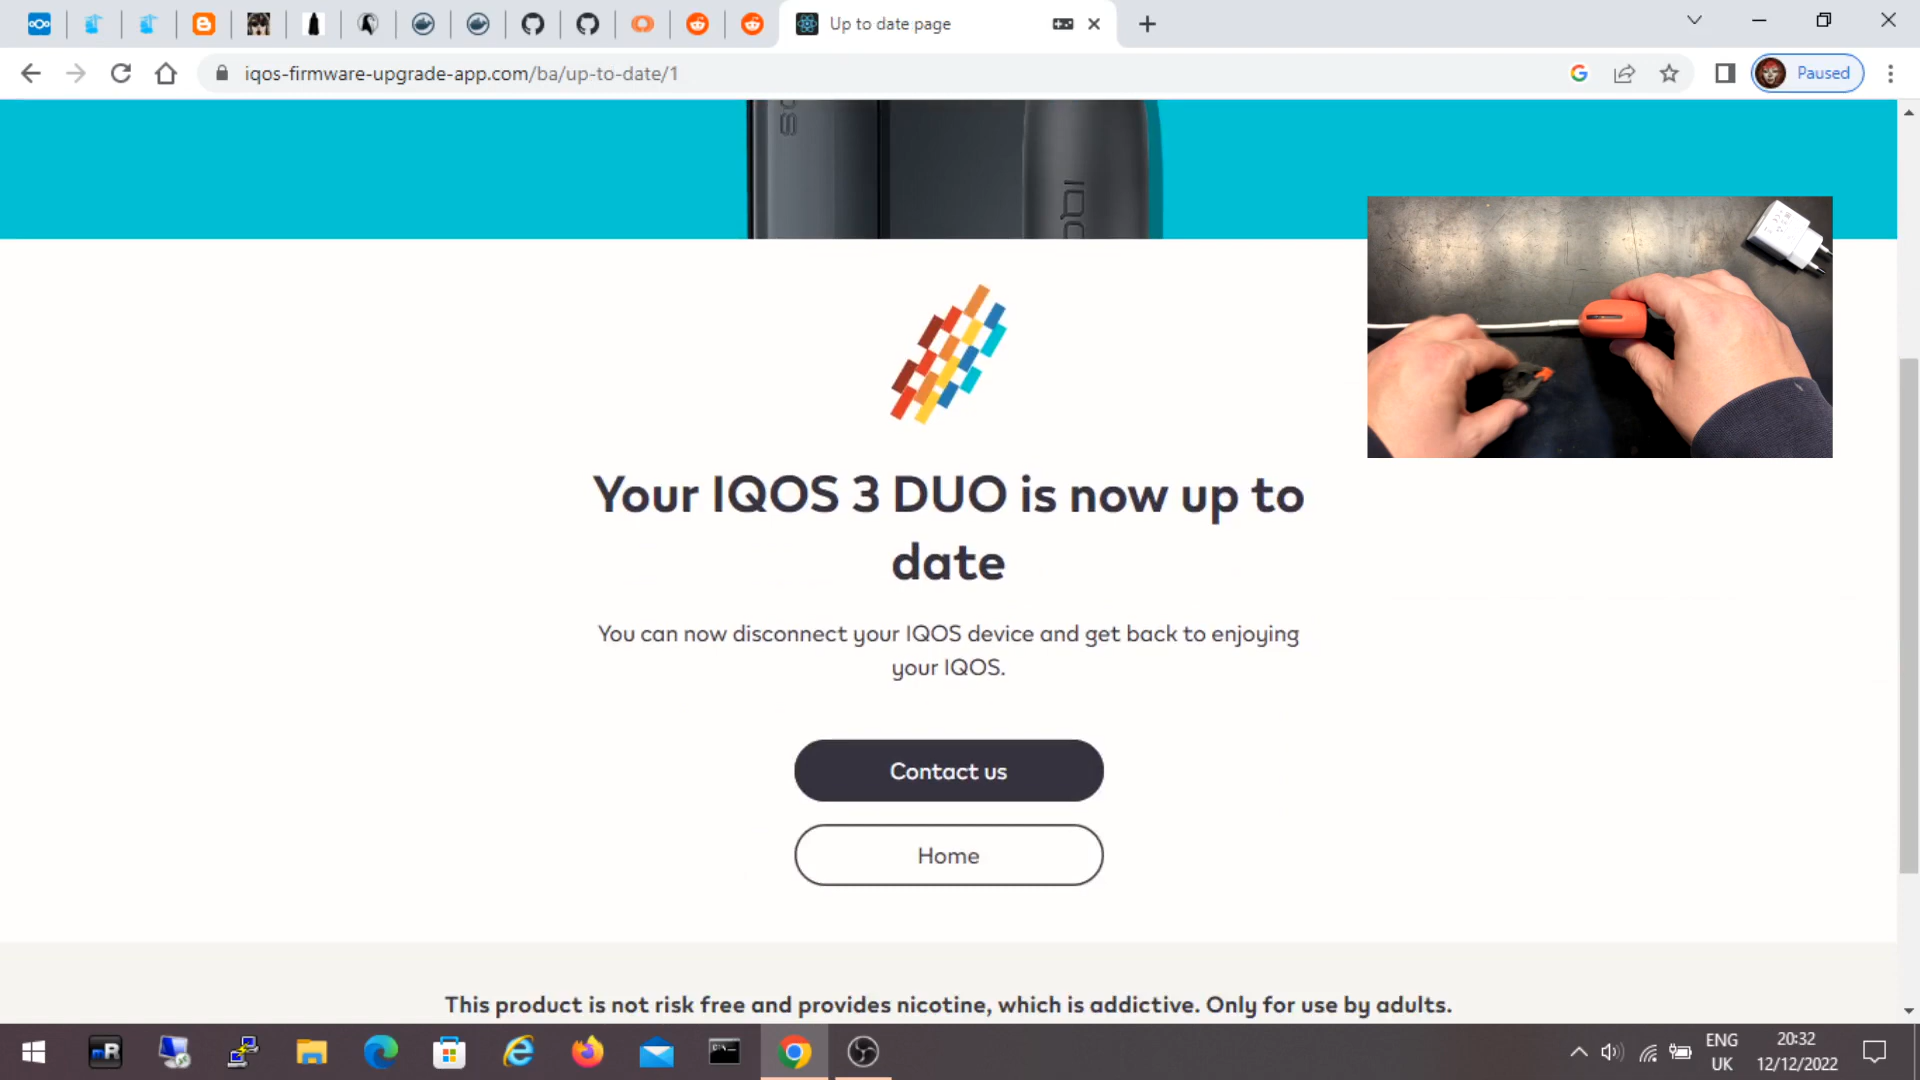 Up to date page
iqos-firmware-upgrade-app.com/ba/up-to-date/1
Paused
Your IQOS 3 DUO is now up to
date
You can now disconnect your IQOS device and get back to enjoying
your IQOS.
Contact us
Home
This product is not risk free and provides nicotine, which is addictive. Only for use by adults.
mR
ENG
UK
20:32
12/12/2022